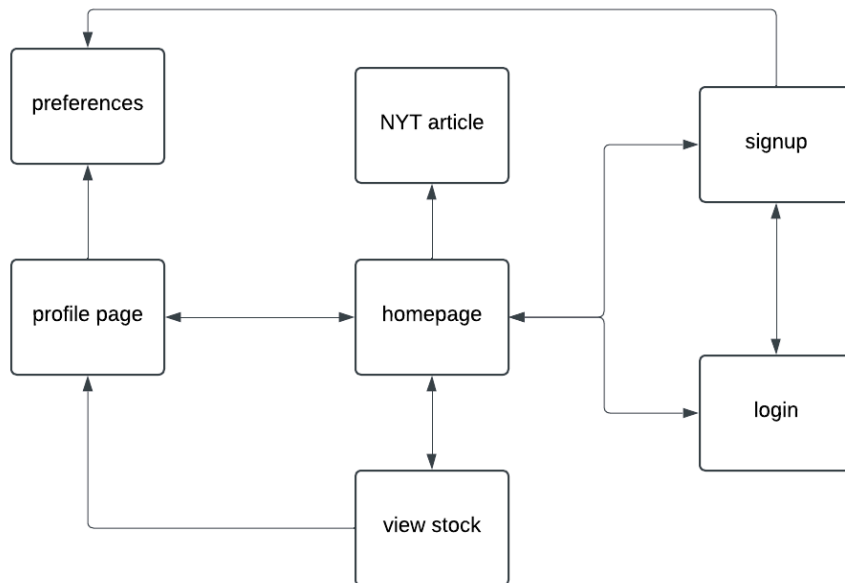 preferences
NYT article
signup
profile page
homepage
login
view stock